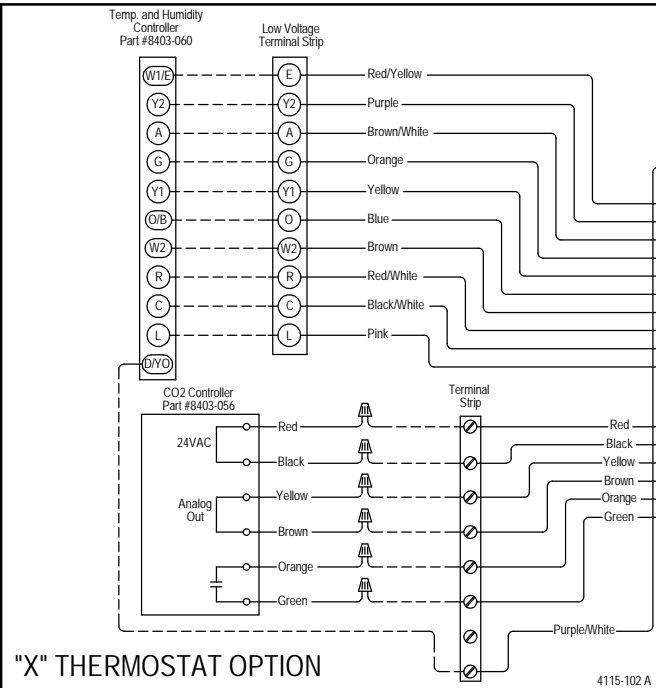 Temp. and Humidity
Controller
Part #8403-060
Low Voltage
Terminal Strip
W1/E E Red/Yellow
Y2 Y2 Purple
A A Brown/White
G G Orange
Y1 Y1 Yellow
O/B O Blue
W2 W2 Brown
R R Red/White
C C Black/White
L L Pink
D/YO
CO2 Controller
Part #8403-056
Terminal
Strip
24VAC
Red Red
Black Black
Analog
Out
Yellow Yellow
Brown Brown
Orange Orange
Green Green
Purple/White
"X" THERMOSTAT OPTION
4115-102 A